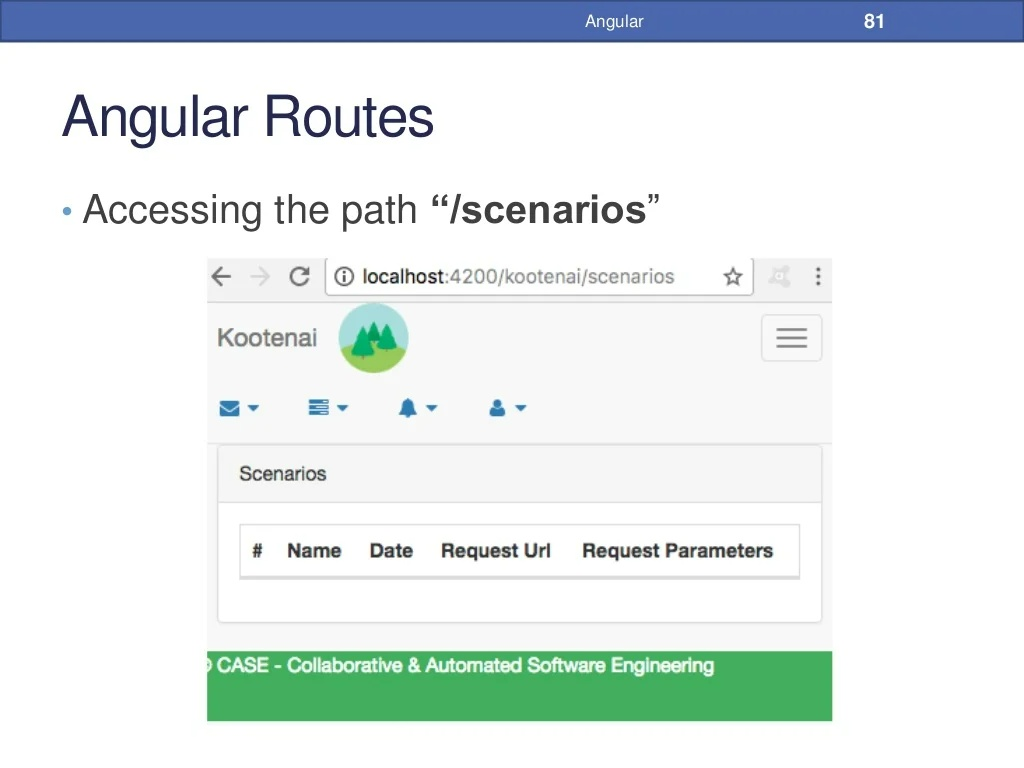 Angular 81
Angular Routes
• Accessing the path “/scenarios”
localhost:4200/kootenai/scenarios
Kootenai
Scenarios
# Name Date Request Url Request Parameters
© CASE - Collaborative & Automated Software Engineering